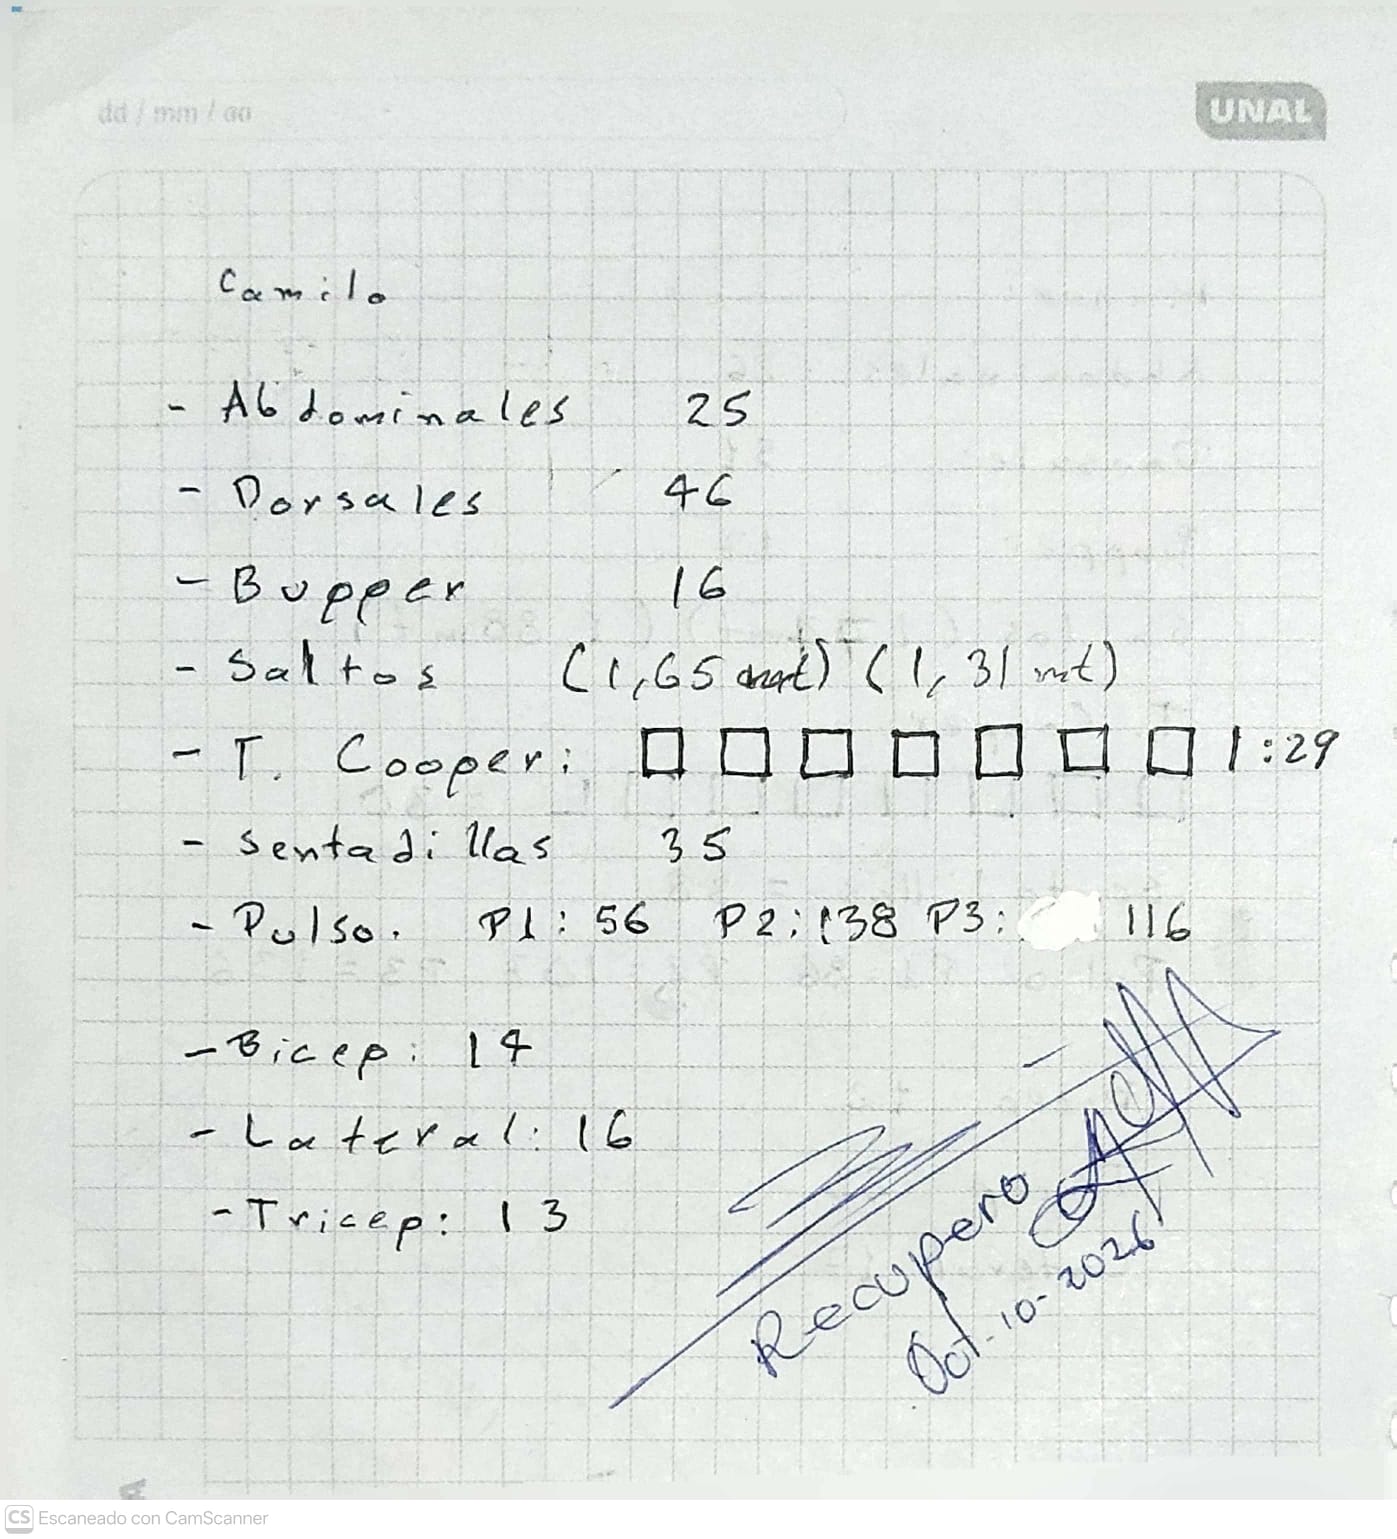 dd / mm / aa
UNAL
Camilo
- Abdominales 25
- Dorsales 46
- Bupper 16
- Saltos (1,65 mt) (1,31 mt)
- T. Cooper: □ □ □ □ □ □ □ 1:29
- Sentadillas 35
- Pulso. P1: 56 P2: 138 P3: 116
- Bicep: 14
- Lateral: 16
- Tricep: 13
Recupero
Oct-10-2026
CS Escaneado con CamScanner